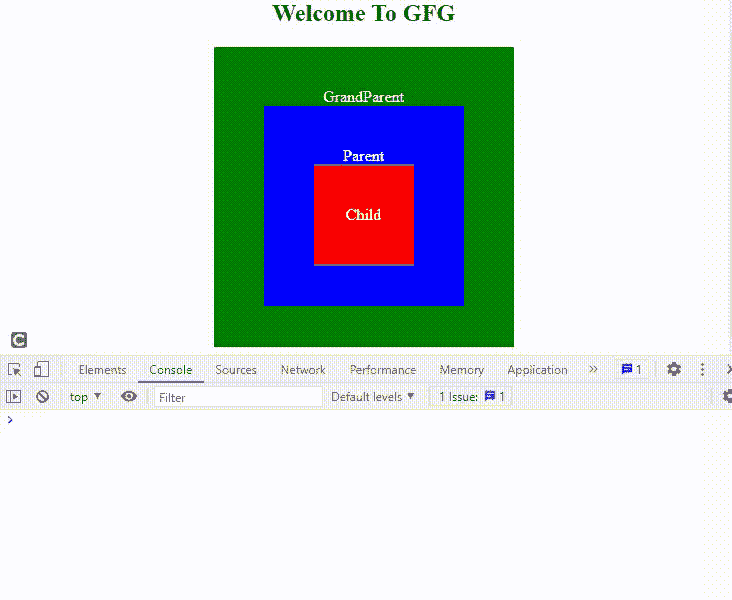 Welcome To GFG
GrandParent
Parent
Child
Elements Console Sources Network Performance Memory Application » 1
top ▼ Filter Default levels ▼ 1 Issue: 1
>